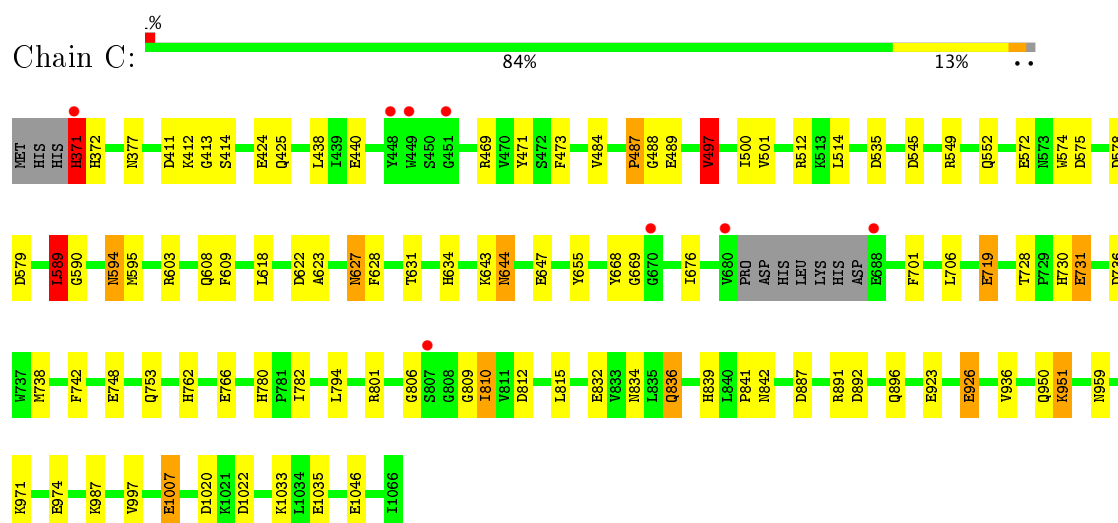 .%
Chain C:
84% 13% • •
MET HIS HIS H371 H372 N377 D411 K412 G413 S414 E424 Q425 L438 I439 E440 Y448 W449 S450 G451 R469 V470 Y471 S472 F473 V484 P487 G488 E489 V497 I500 V501 R512 K513 L514 D535 D545 R549 Q552 E572 N573 W574 D575 D578
D579 L589 G590 N594 M595 R603 Q608 F609 L618 D622 A623 N627 F628 T631 H634 K643 N644 E647 Y655 Y668 G669 G670 I676 V680 PRO ASP HIS LEU LYS HIS ASP E688 F701 L706 E719 T728 P729 H730 E731 D736
W737 M738 F742 E748 Q753 H762 E766 H780 P781 I782 L794 R801 G806 S807 G808 G809 I810 V811 D812 L815 E832 V833 N834 L835 Q836 H839 L840 P841 N842 D887 R891 D892 Q896 E923 E926 V936 Q950 K951 N959
K971 E974 K987 V997 E1007 D1020 K1021 D1022 K1033 L1034 E1035 E1046 I1066